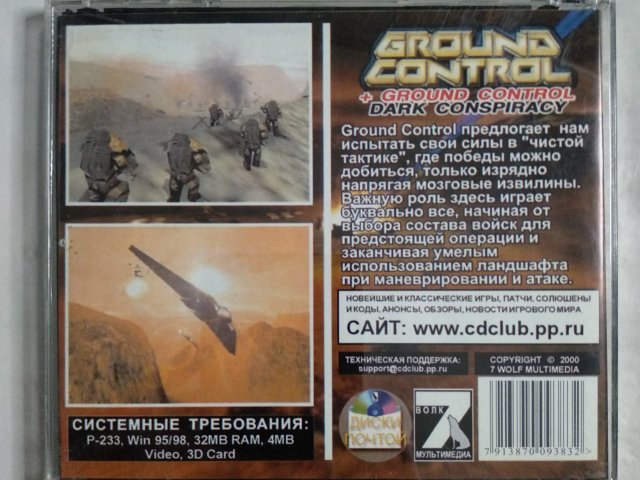 GROUND
CONTROL
+ GROUND CONTROL
DARK CONSPIRACY
Ground Control предлогает нам
испытать свои силы в "чистой
тактике", где победы можно
добиться, только изрядно
напрягая мозговые извилины.
Важную роль здесь играет
буквально все, начиная от
выбора состава войск для
предстоящей операции и
заканчивая умелым
использованием ландшафта
при маневрировании и атаке.
НОВЕЙШИЕ И КЛАССИЧЕСКИЕ ИГРЫ, ПАТЧИ, СОЛЮШЕНЫ
И КОДЫ, АНОНСЫ, ОБЗОРЫ, НОВОСТИ ИГРОВОГО МИРА
САЙТ: www.cdclub.pp.ru
ТЕХНИЧЕСКАЯ ПОДДЕРЖКА:
support@cdclub.pp.ru
COPYRIGHT © 2000
7 WOLF MULTIMEDIA
СИСТЕМНЫЕ ТРЕБОВАНИЯ:
P-233, Win 95/98, 32MB RAM, 4MB
Video, 3D Card
ДИСКИ
ПОЧТОЙ
7
ВОЛК
МУЛЬТИМЕДИА
7913870093832